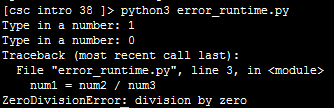 [csc intro 38 ]> python3 error_runtime.py
Type in a number: 1
Type in a number: 0
Traceback (most recent call last):
File "error_runtime.py", line 3, in <module>
num1 = num2 / num3
ZeroDivisionError: division by zero